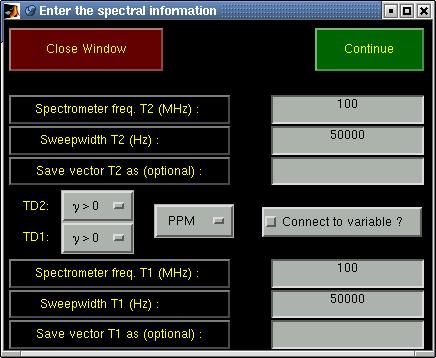 Enter the spectral information
Close Window
Continue
Spectrometer freq. T2 (MHz) :
100
Sweepwidth T2 (Hz) :
50000
Save vector T2 as (optional) :
TD2:
γ > 0
PPM
Connect to variable ?
TD1:
γ > 0
Spectrometer freq. T1 (MHz) :
100
Sweepwidth T1 (Hz) :
50000
Save vector T1 as (optional) :